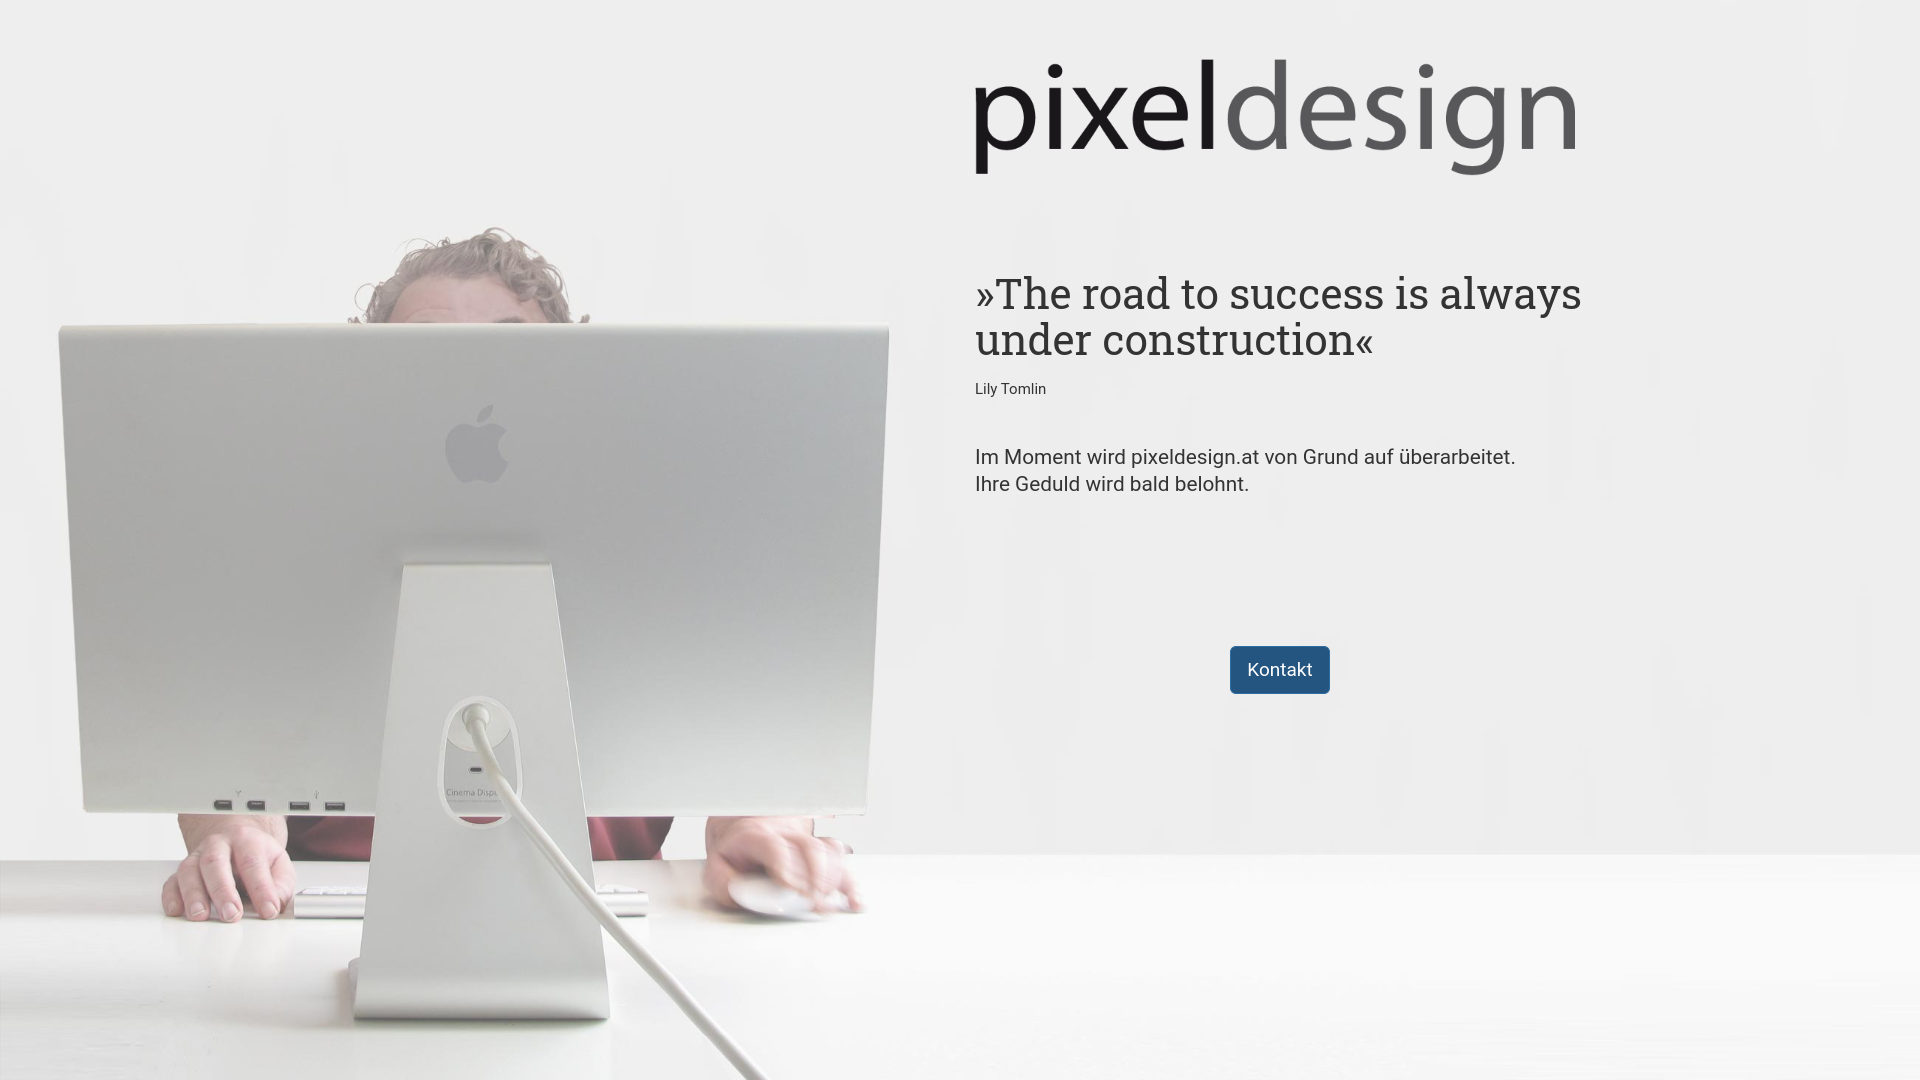 pixeldesign
»The road to success is always
under construction«
Lily Tomlin
Im Moment wird pixeldesign.at von Grund auf überarbeitet.
Ihre Geduld wird bald belohnt.
Kontakt
Cinema